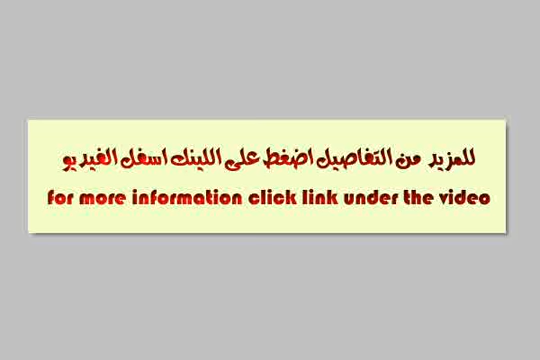 للمزيد من التفاصيل اضغط على اللينك اسفل الفيديو
for more information click link under the video